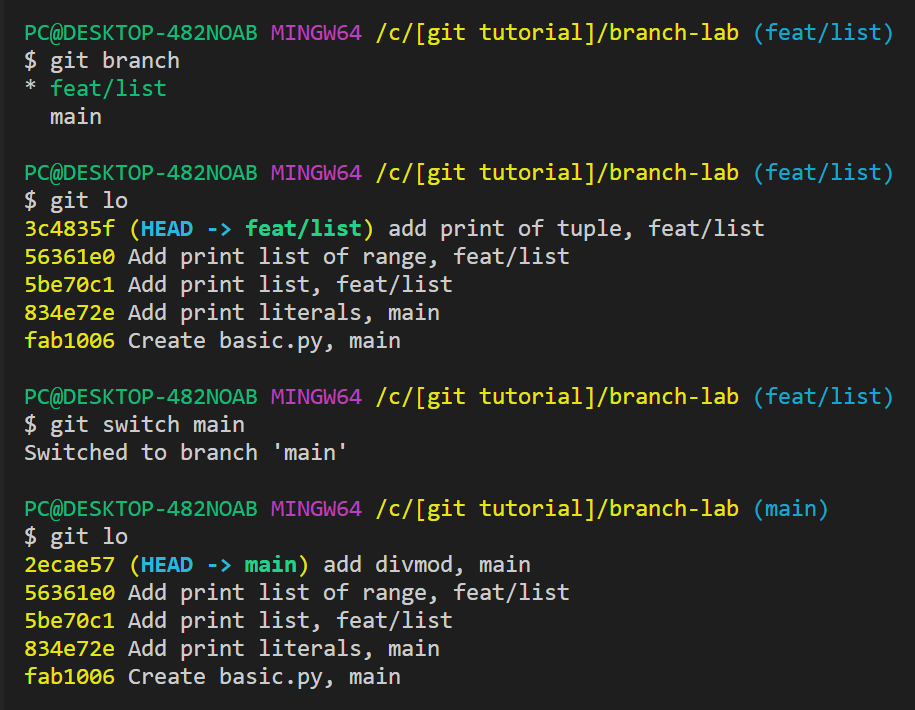 PC@DESKTOP-482NOAB MINGW64 /c/[git tutorial]/branch-lab (feat/list)
$ git branch
* feat/list
  main
PC@DESKTOP-482NOAB MINGW64 /c/[git tutorial]/branch-lab (feat/list)
$ git lo
3c4835f (HEAD -> feat/list) add print of tuple, feat/list
56361e0 Add print list of range, feat/list
5be70c1 Add print list, feat/list
834e72e Add print literals, main
fab1006 Create basic.py, main
PC@DESKTOP-482NOAB MINGW64 /c/[git tutorial]/branch-lab (feat/list)
$ git switch main
Switched to branch 'main'
PC@DESKTOP-482NOAB MINGW64 /c/[git tutorial]/branch-lab (main)
$ git lo
2ecae57 (HEAD -> main) add divmod, main
56361e0 Add print list of range, feat/list
5be70c1 Add print list, feat/list
834e72e Add print literals, main
fab1006 Create basic.py, main